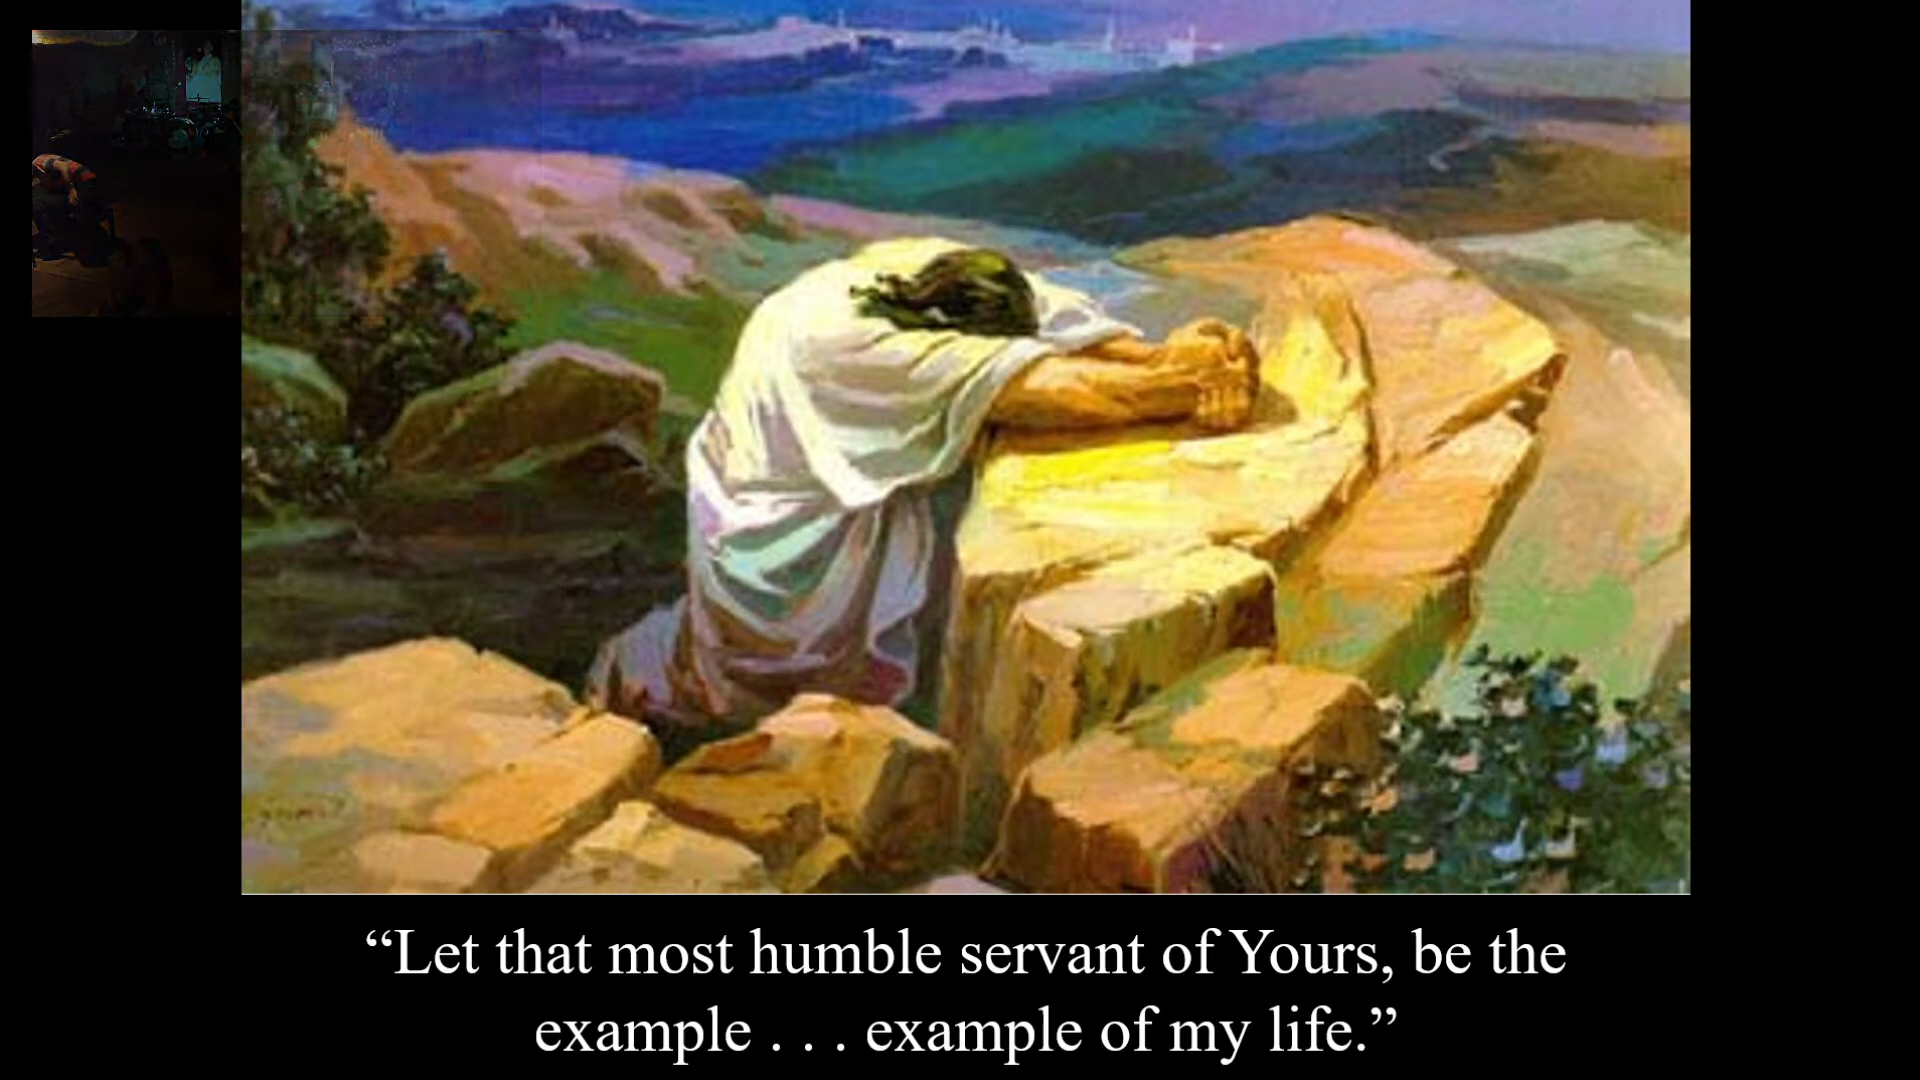 “Let that most humble servant of Yours, be the
example . . . example of my life.”